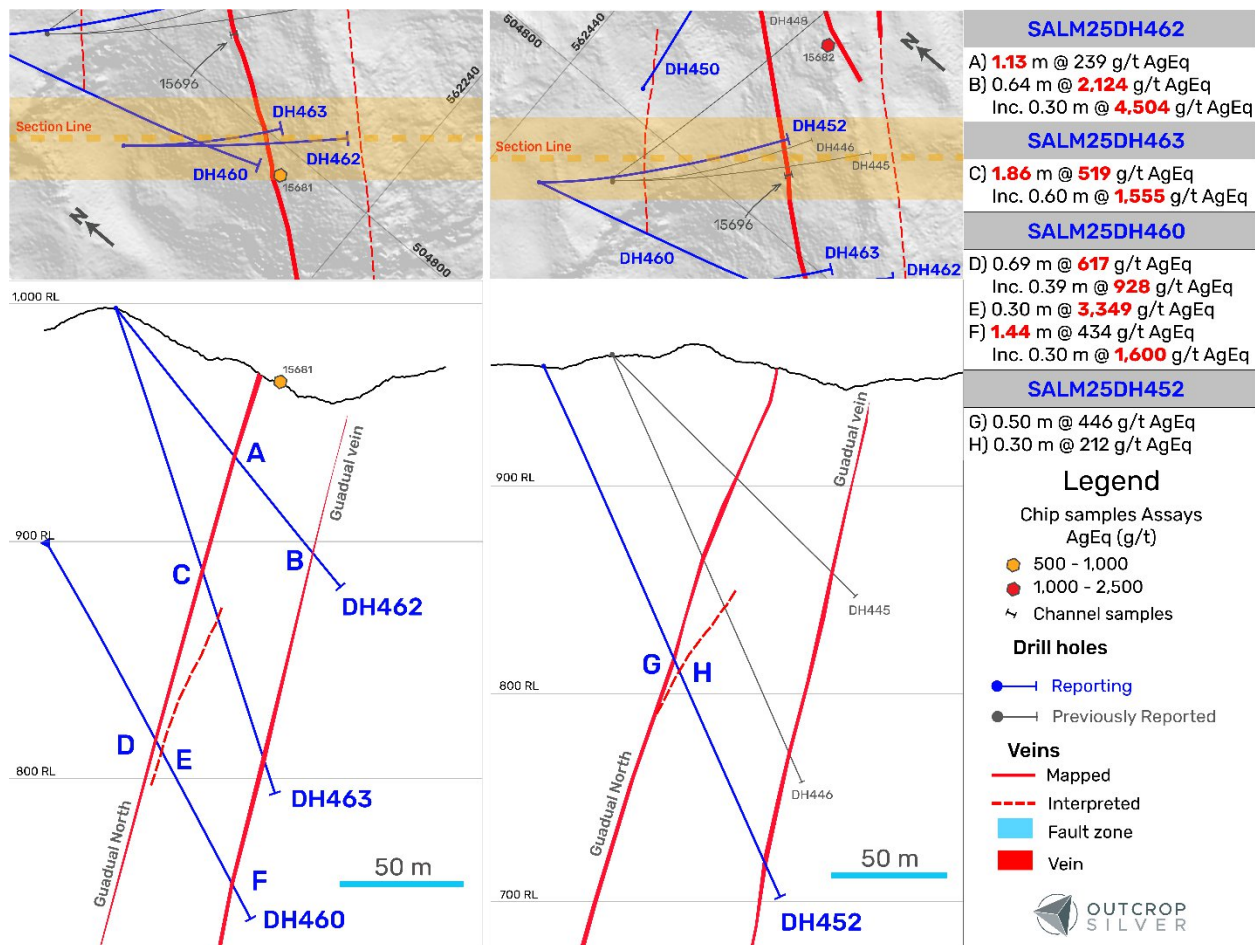 504800
562440
DH448
15682
DH450
15696
562240
DH463
Section Line
DH462
DH460
15681
N
504800
N
DH452
Section Line
DH446
DH445
15696
DH460
DH463
DH462
1,000 RL
15681
A
Guadual vein
900 RL
B
C
DH462
D
E
800 RL
DH463
Guadual North
F
50 m
DH460
Guadual vein
900 RL
DH445
G
H
800 RL
DH446
Guadual North
50 m
700 RL
DH452
SALM25DH462
A) 1.13 m @ 239 g/t AgEq
B) 0.64 m @ 2,124 g/t AgEq
Inc. 0.30 m @ 4,504 g/t AgEq
SALM25DH463
C) 1.86 m @ 519 g/t AgEq
Inc. 0.60 m @ 1,555 g/t AgEq
SALM25DH460
D) 0.69 m @ 617 g/t AgEq
Inc. 0.39 m @ 928 g/t AgEq
E) 0.30 m @ 3,349 g/t AgEq
F) 1.44 m @ 434 g/t AgEq
Inc. 0.30 m @ 1,600 g/t AgEq
SALM25DH452
G) 0.50 m @ 446 g/t AgEq
H) 0.30 m @ 212 g/t AgEq
Legend
Chip samples Assays
AgEq (g/t)
500 - 1,000
1,000 - 2,500
Channel samples
Drill holes
Reporting
Previously Reported
Veins
Mapped
Interpreted
Fault zone
Vein
OUTCROP
SILVER